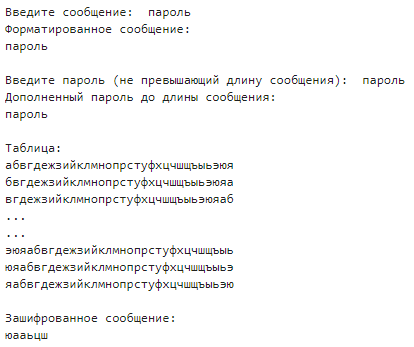 Введите сообщение:  пароль
Форматированное сообщение:
пароль

Введите пароль (не превышающий длину сообщения):  пароль
Дополненный пароль до длины сообщения:
пароль

Таблица:
абвгдежзийклмнопрстуфхцчшщъыьэюя
бвгдежзийклмнопрстуфхцчшщъыьэюяа
вгдежзийклмнопрстуфхцчшщъыьэюяаб
...
...
эюяабвгдежзийклмнопрстуфхцчшщъыь
юяабвгдежзийклмнопрстуфхцчшщъыьэ
яабвгдежзийклмнопрстуфхцчшщъыьэю

Зашифрованное сообщение:
юааьцш